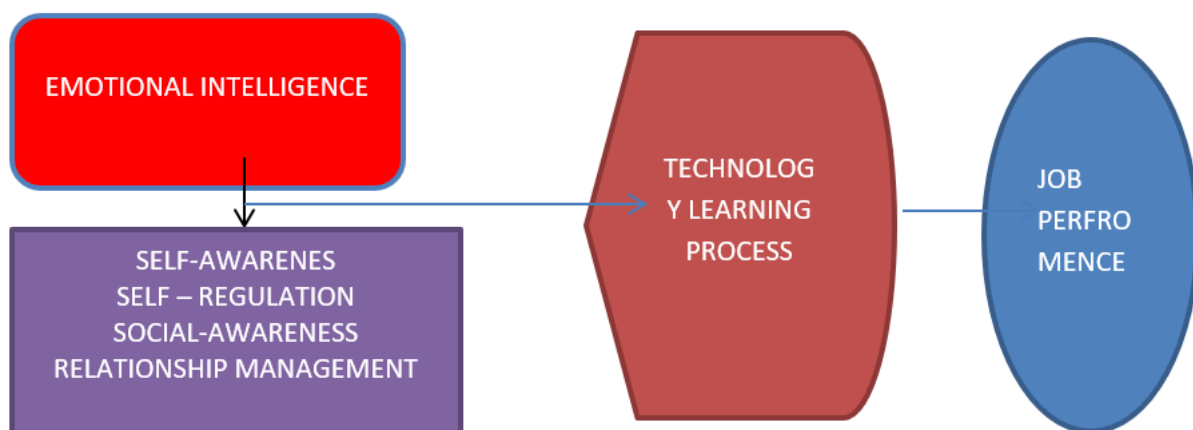 EMOTIONAL INTELLIGENCE
SELF-AWARENES
SELF – REGULATION
SOCIAL-AWARENESS
RELATIONSHIP MANAGEMENT
TECHNOLOG
Y LEARNING
PROCESS
JOB
PERFRO
MENCE